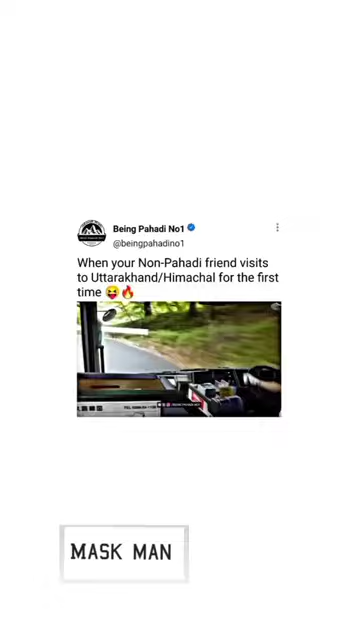 Being Pahadi No1
@beingpahadino1
When your Non-Pahadi friend visits
to Uttarakhand/Himachal for the first
time 😝🔥
MASK MAN